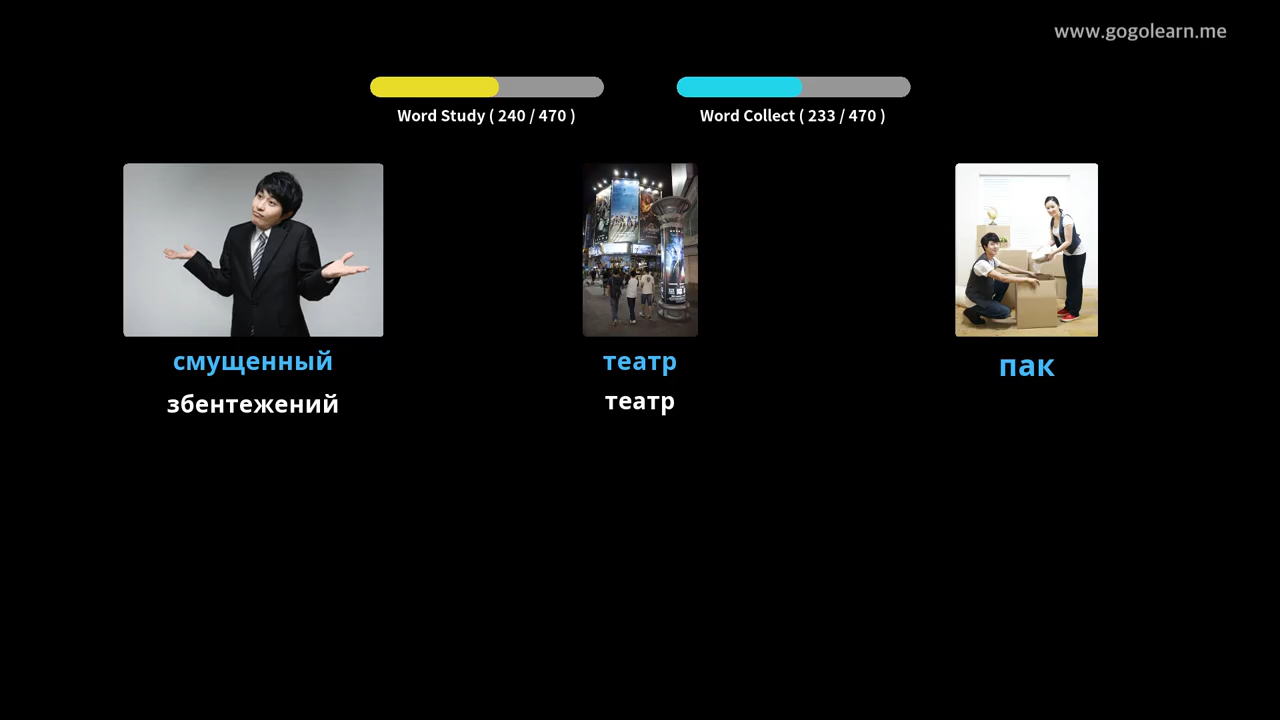 www.gogolearn.me
Word Study ( 240 / 470 )
Word Collect ( 233 / 470 )
смущенный
театр
пак
збентежений
театр